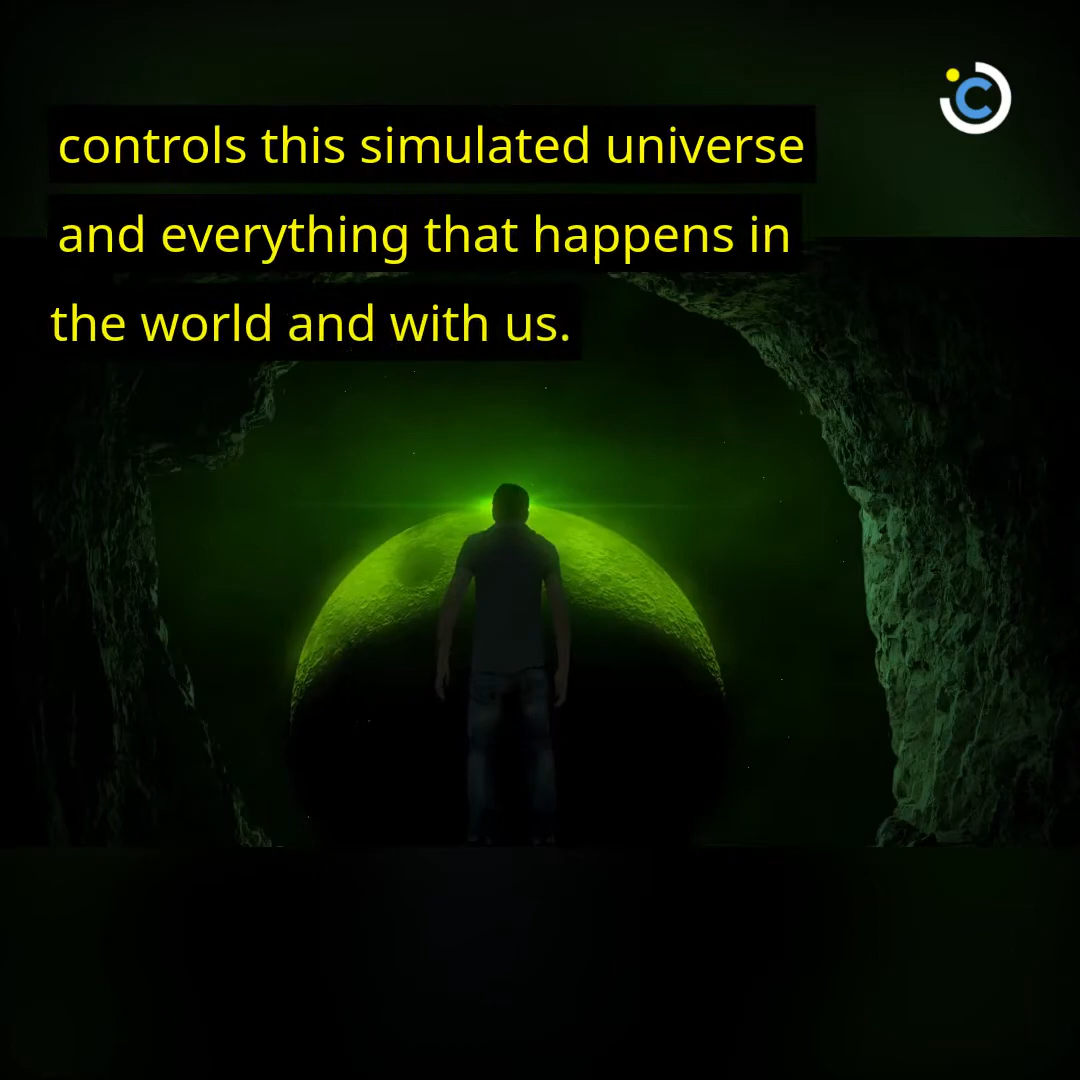 controls this simulated universe
and everything that happens in
the world and with us.
C